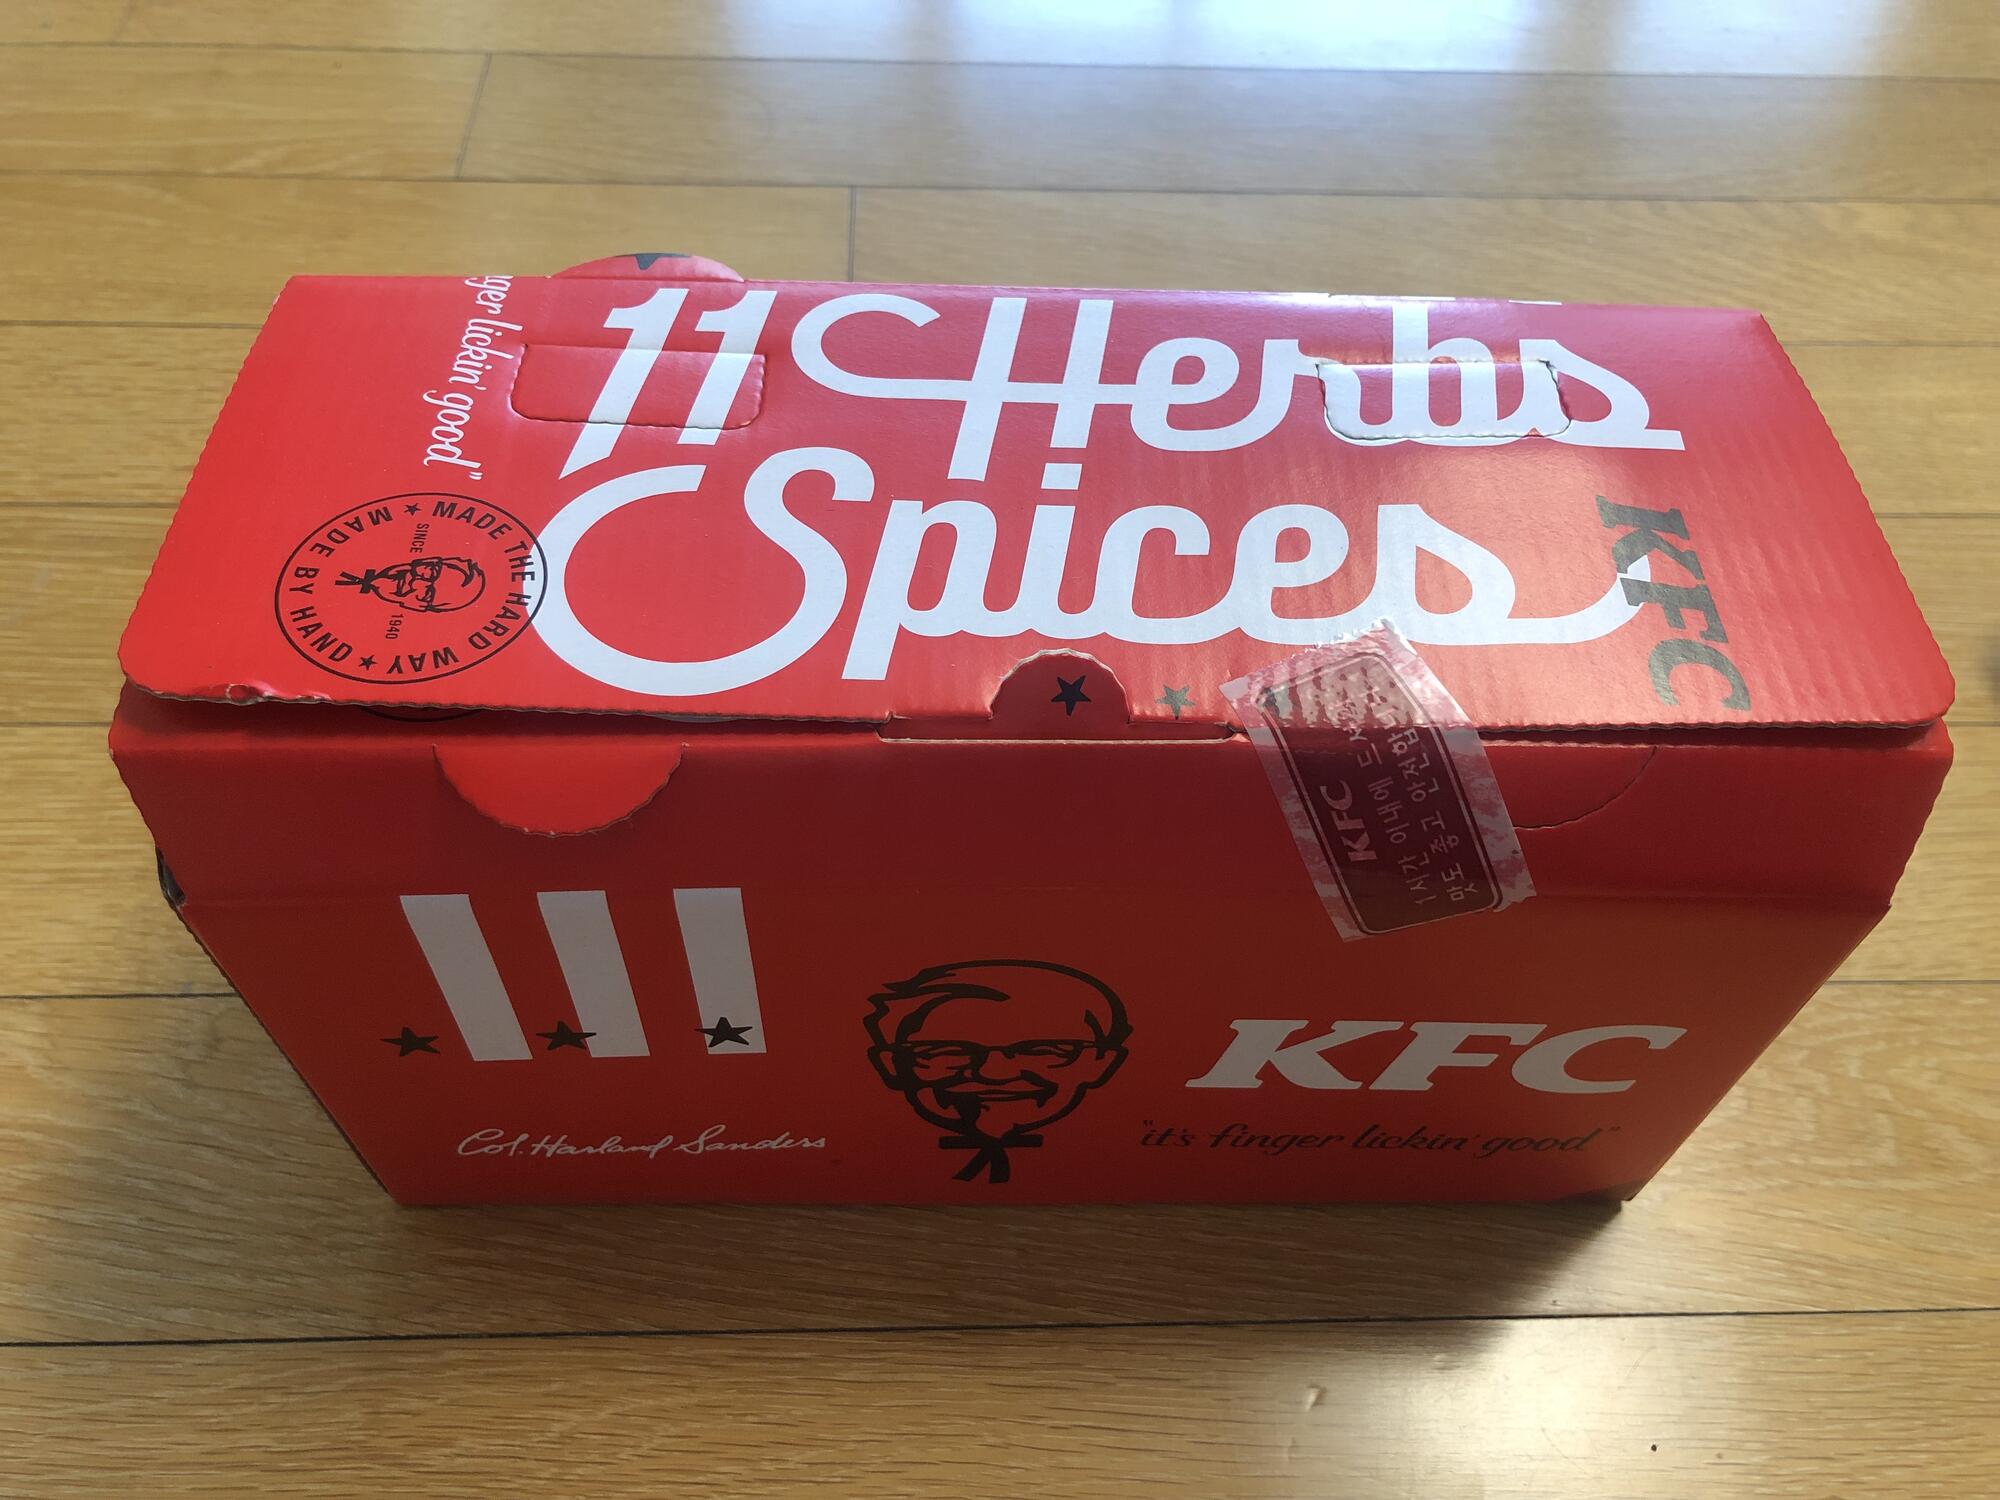 11 Herbs
Spices
KFC
ger lickin' good"
MADE THE HARD WAY ★ MADE BY HAND ★
SINCE
1940
KFC
1시간 이내에 드셔야
맛도 좋고 안전합니다
Col. Harland Sanders
KFC
"it's finger lickin' good"